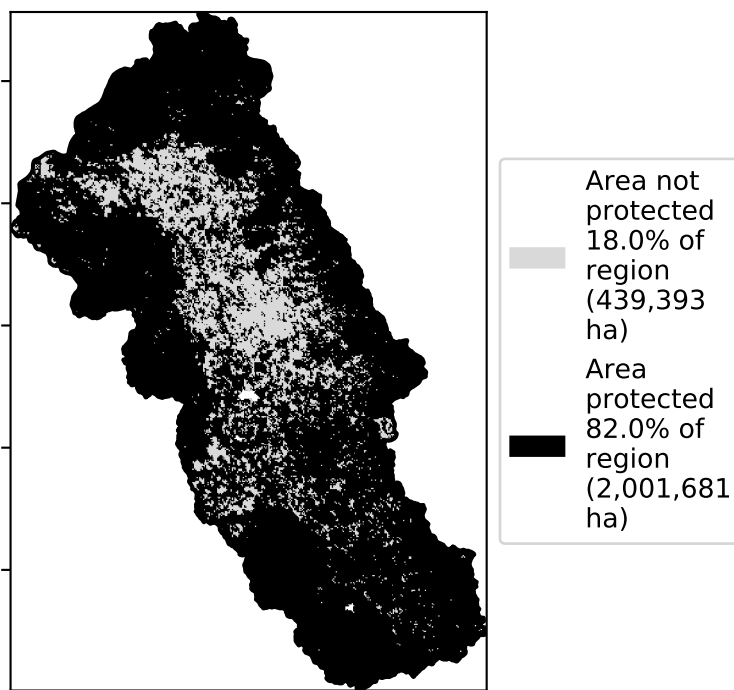 Area not
protected
18.0% of
region
(439,393
ha)
Area
protected
82.0% of
region
(2,001,681
ha)